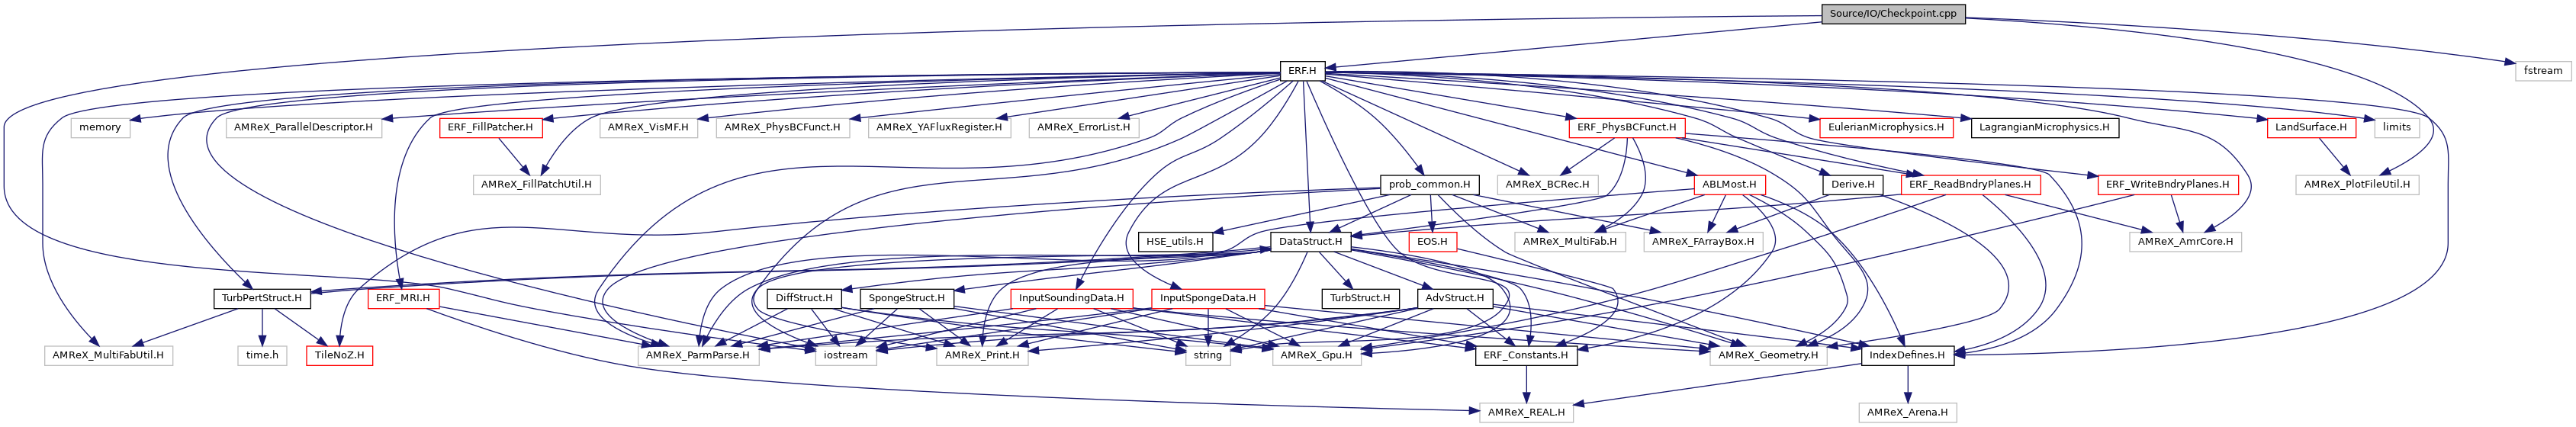 Source/IO/Checkpoint.cpp
ERF.H
fstream
memory
AMReX_ParallelDescriptor.H
ERF_FillPatcher.H
AMReX_VisMF.H
AMReX_PhysBCFunct.H
AMReX_YAFluxRegister.H
AMReX_ErrorList.H
ERF_PhysBCFunct.H
EulerianMicrophysics.H
LagrangianMicrophysics.H
LandSurface.H
limits
AMReX_FillPatchUtil.H
prob_common.H
AMReX_BCRec.H
ABLMost.H
Derive.H
ERF_ReadBndryPlanes.H
ERF_WriteBndryPlanes.H
AMReX_PlotFileUtil.H
HSE_utils.H
DataStruct.H
EOS.H
AMReX_MultiFab.H
AMReX_FArrayBox.H
AMReX_AmrCore.H
TurbPertStruct.H
ERF_MRI.H
DiffStruct.H
SpongeStruct.H
InputSoundingData.H
InputSpongeData.H
TurbStruct.H
AdvStruct.H
AMReX_MultiFabUtil.H
time.h
TileNoZ.H
AMReX_ParmParse.H
iostream
AMReX_Print.H
string
AMReX_Gpu.H
ERF_Constants.H
AMReX_Geometry.H
IndexDefines.H
AMReX_REAL.H
AMReX_Arena.H